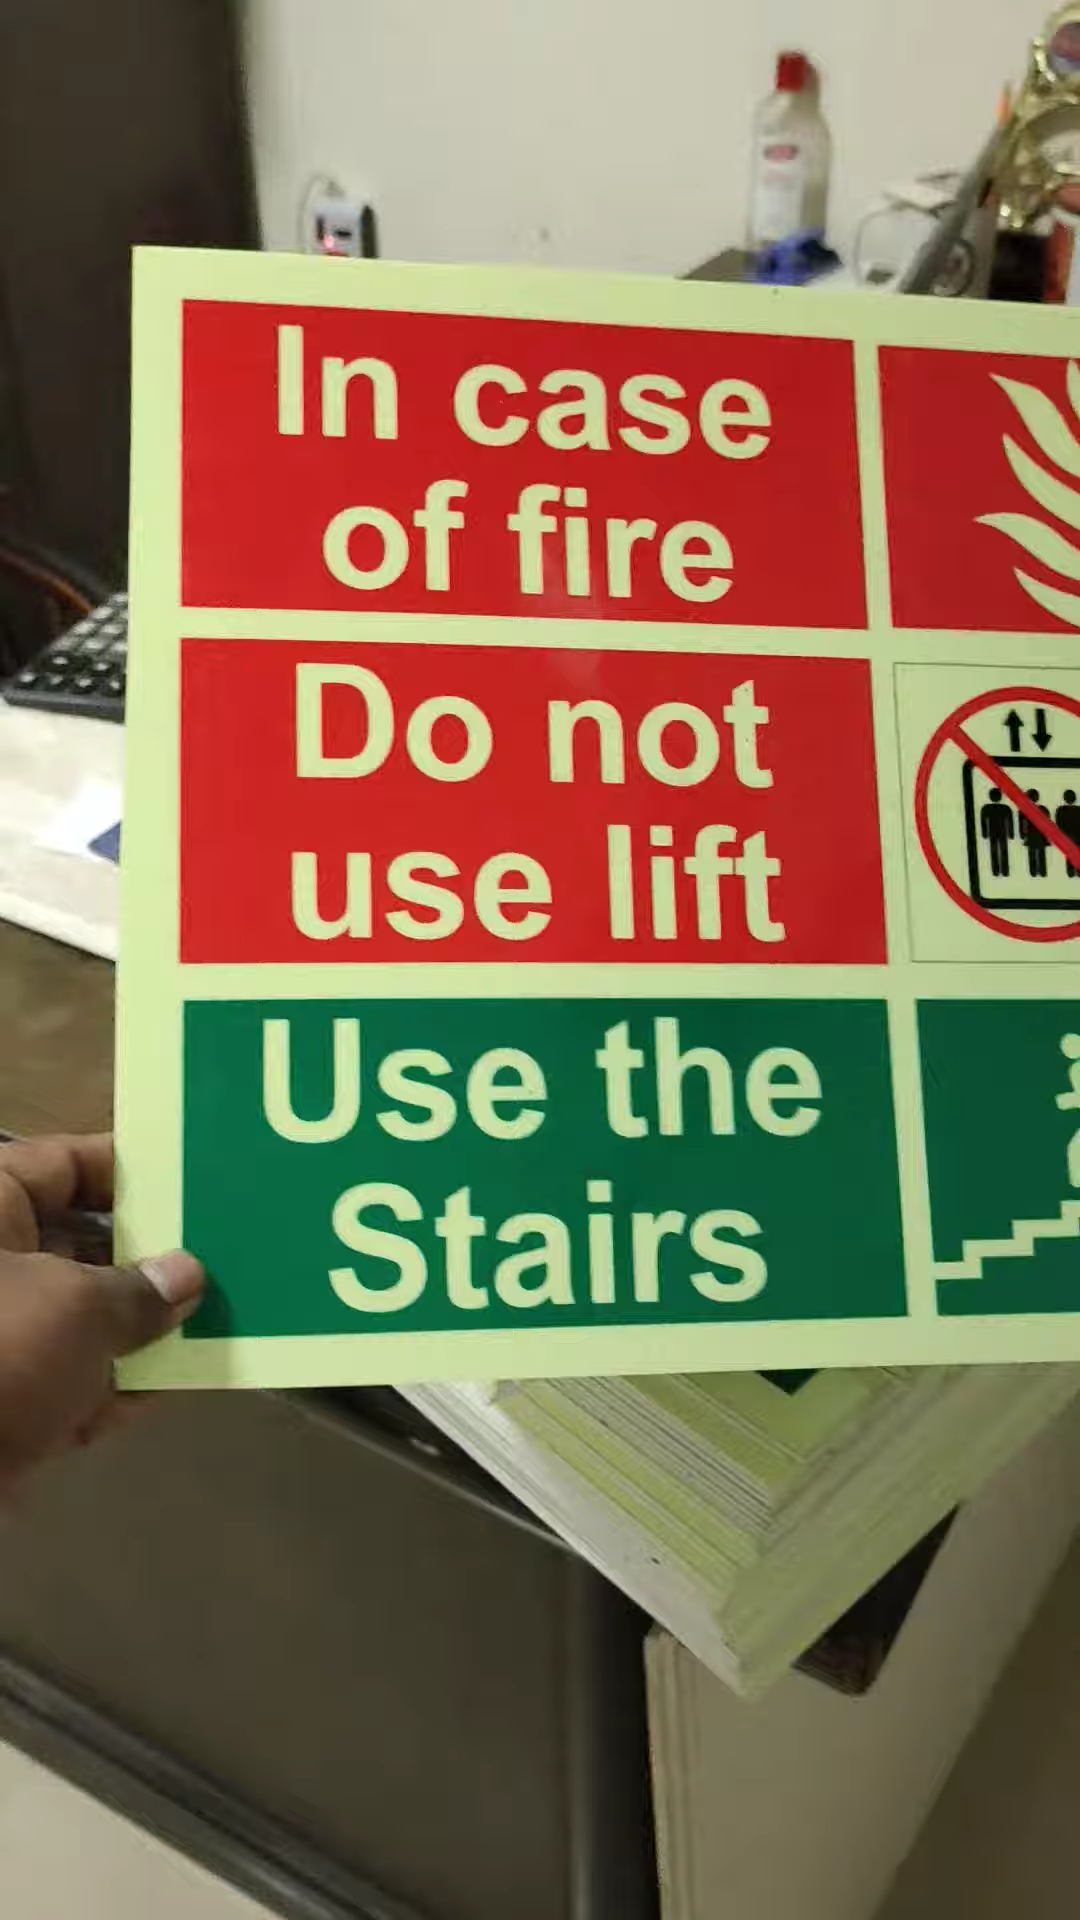 In case
of fire
Do not
use lift
Use the
Stairs